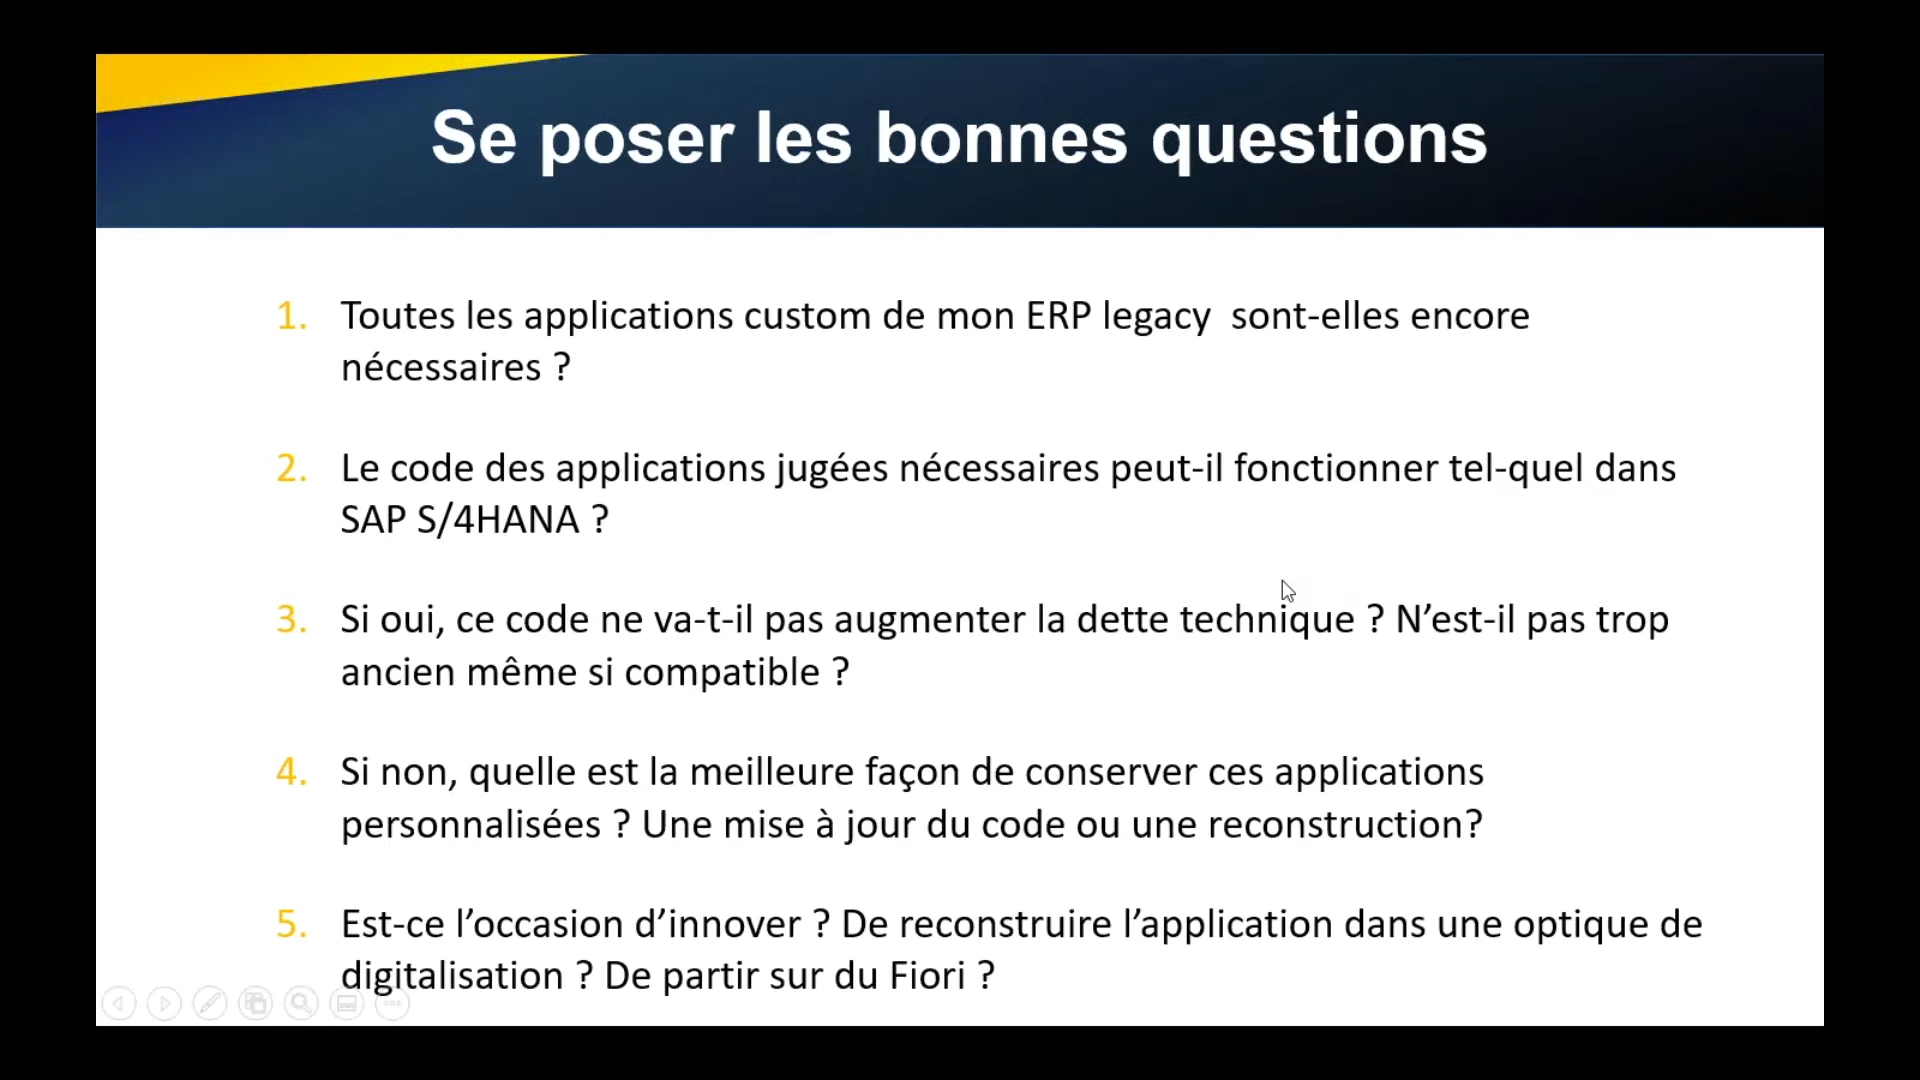 Se poser les bonnes questions
1. Toutes les applications custom de mon ERP legacy  sont-elles encore
nécessaires ?
2. Le code des applications jugées nécessaires peut-il fonctionner tel-quel dans
SAP S/4HANA ?
3. Si oui, ce code ne va-t-il pas augmenter la dette technique ? N’est-il pas trop
ancien même si compatible ?
4. Si non, quelle est la meilleure façon de conserver ces applications
personnalisées ? Une mise à jour du code ou une reconstruction?
5. Est-ce l’occasion d’innover ? De reconstruire l’application dans une optique de
digitalisation ? De partir sur du Fiori ?